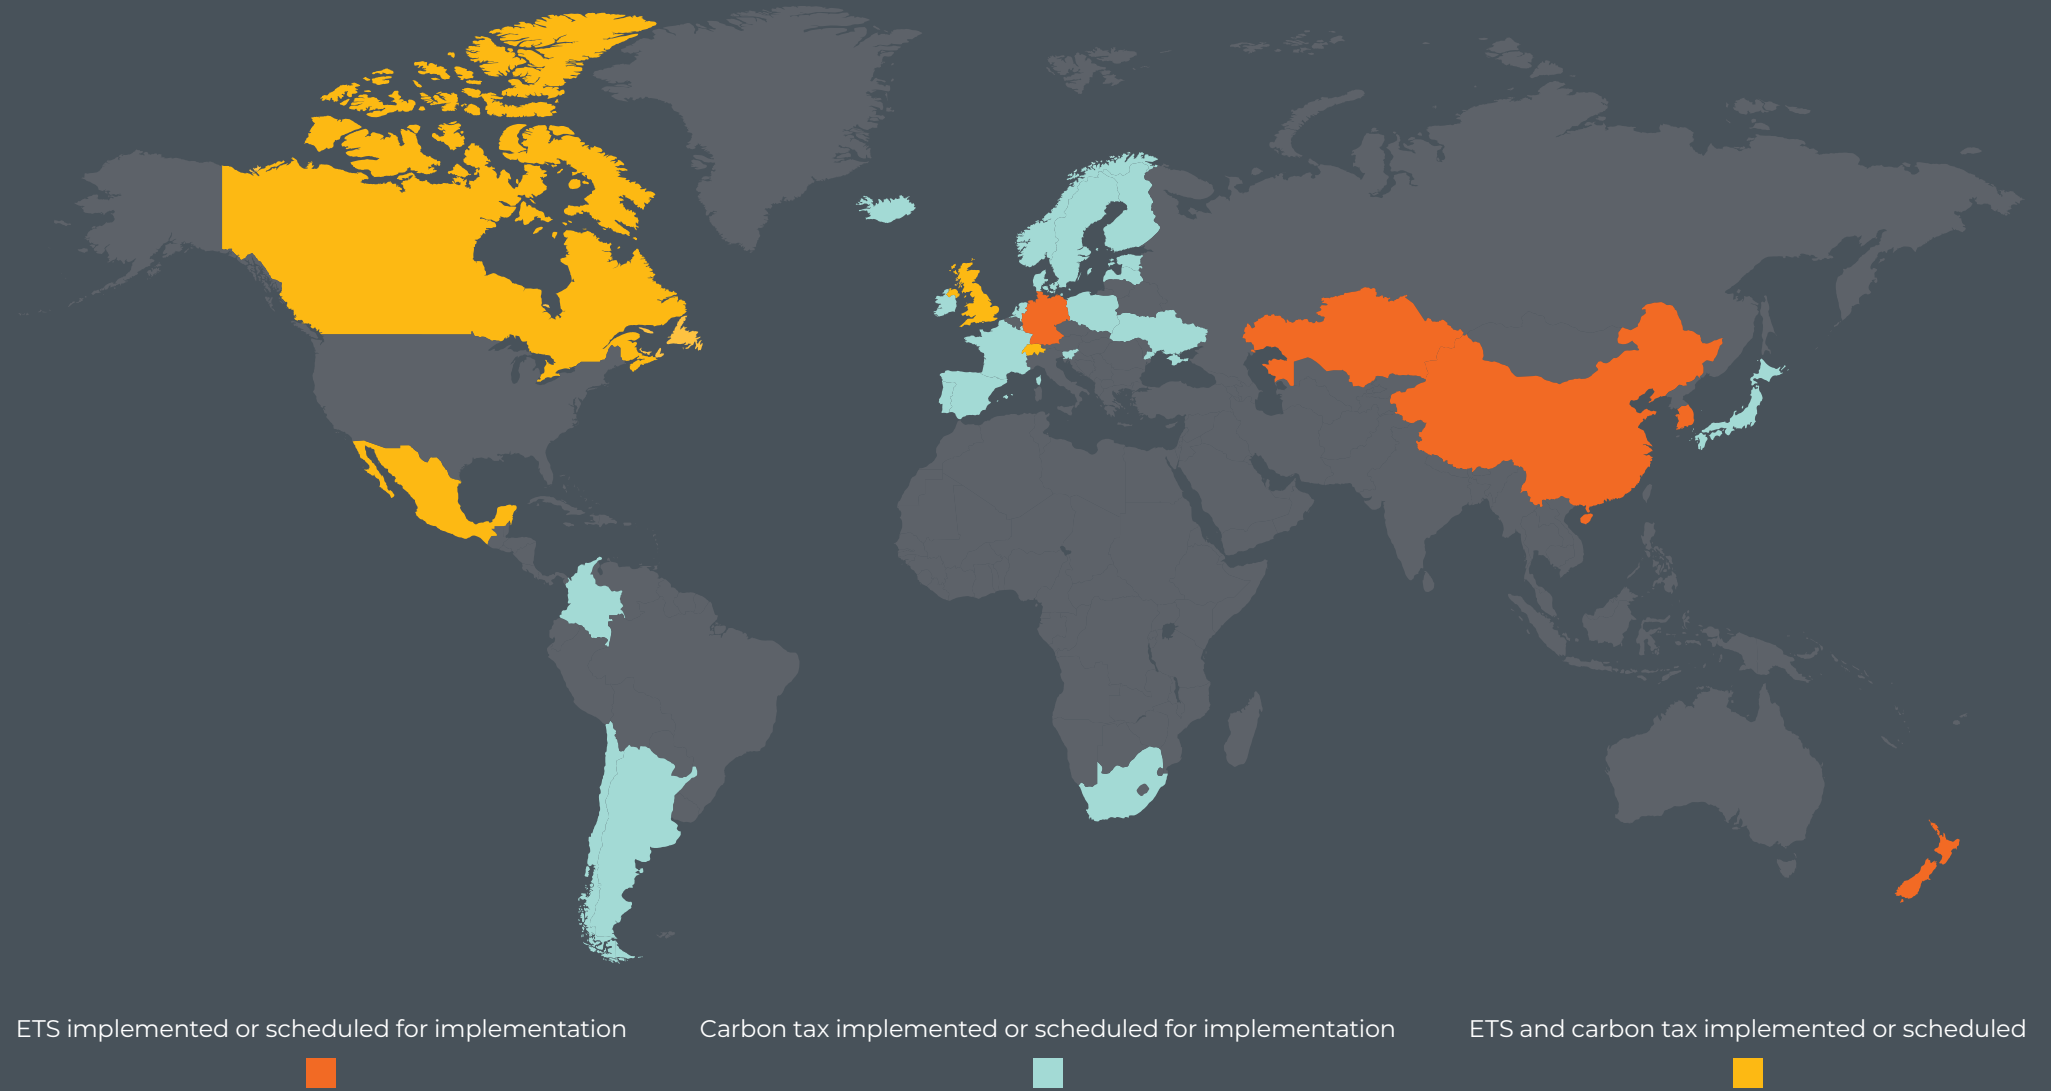 ETS implemented or scheduled for implementation
Carbon tax implemented or scheduled for implementation
ETS and carbon tax implemented or scheduled